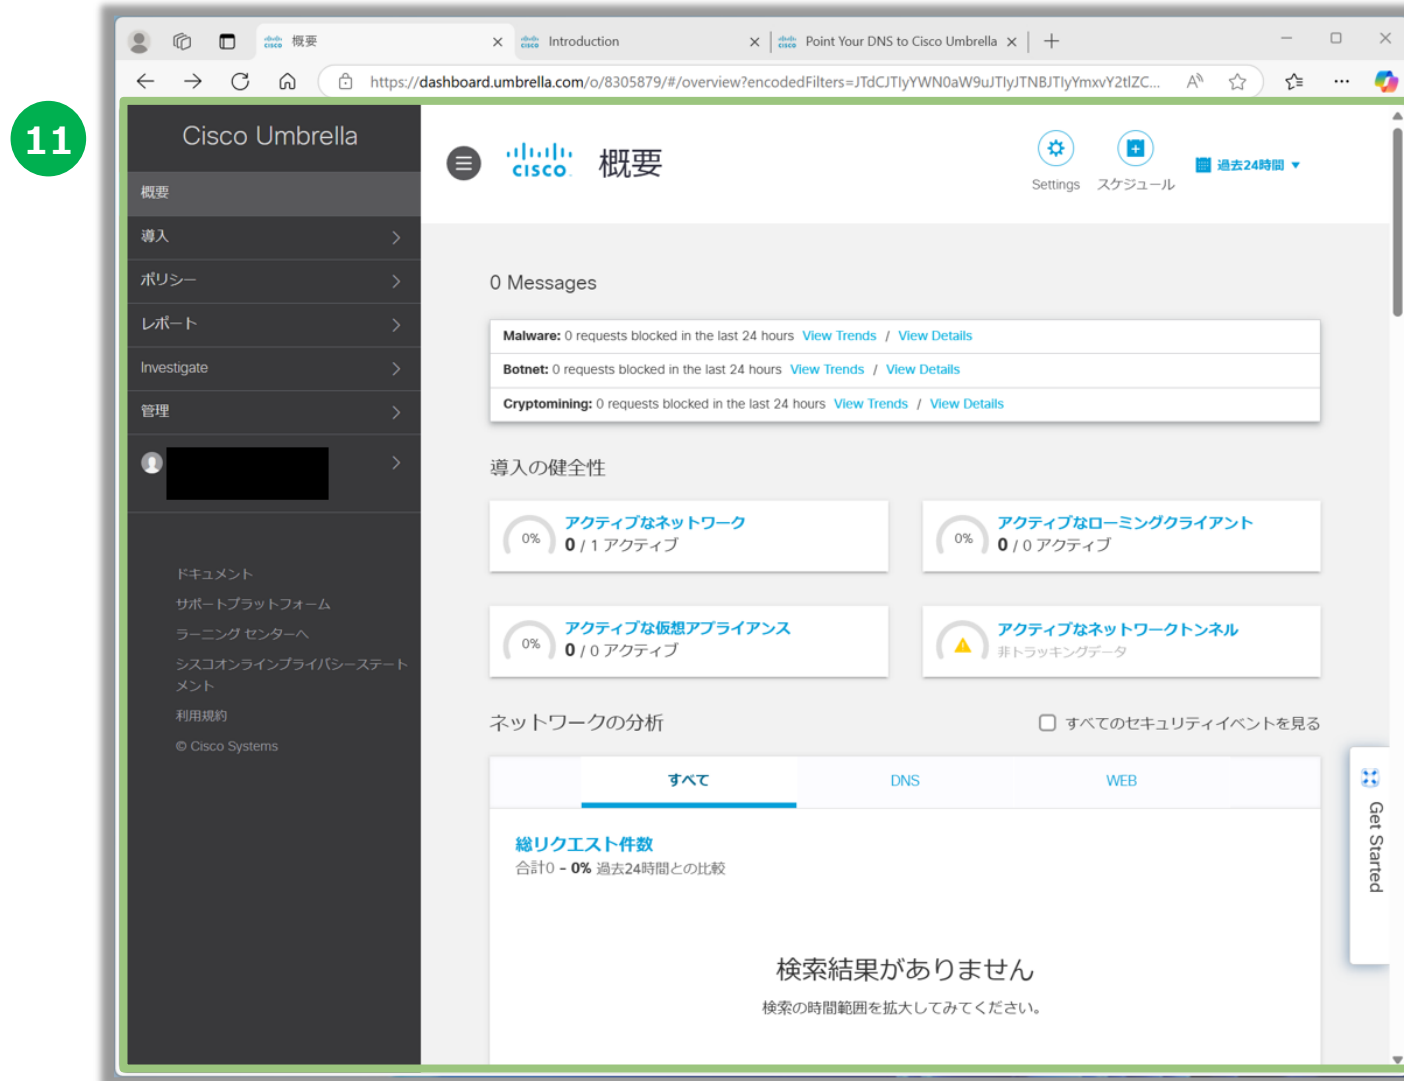 11
概要
Introduction
Point Your DNS to Cisco Umbrella
https://dashboard.umbrella.com/o/8305879/#/overview?encodedFilters=JTdCJTIyYWN0aW9uJTIyJTNBJTIyYmxvY2tlZC...
Cisco Umbrella
概要
導入
ポリシー
レポート
Investigate
管理
ドキュメント
サポートプラットフォーム
ラーニング センターへ
シスコオンラインプライバシーステート
メント
利用規約
© Cisco Systems
CISCO
概要
Settings
スケジュール
過去24時間
0 Messages
Malware: 0 requests blocked in the last 24 hours View Trends / View Details
Botnet: 0 requests blocked in the last 24 hours View Trends / View Details
Cryptomining: 0 requests blocked in the last 24 hours View Trends / View Details
導入の健全性
0%
アクティブなネットワーク
0 / 1 アクティブ
0%
アクティブなローミングクライアント
0 / 0 アクティブ
0%
アクティブな仮想アプライアンス
0 / 0 アクティブ
アクティブなネットワークトンネル
非トラッキングデータ
ネットワークの分析
すべてのセキュリティイベントを見る
すべて
DNS
WEB
総リクエスト件数
合計0 - 0% 過去24時間との比較
検索結果がありません
検索の時間範囲を拡大してみてください。
Get Started